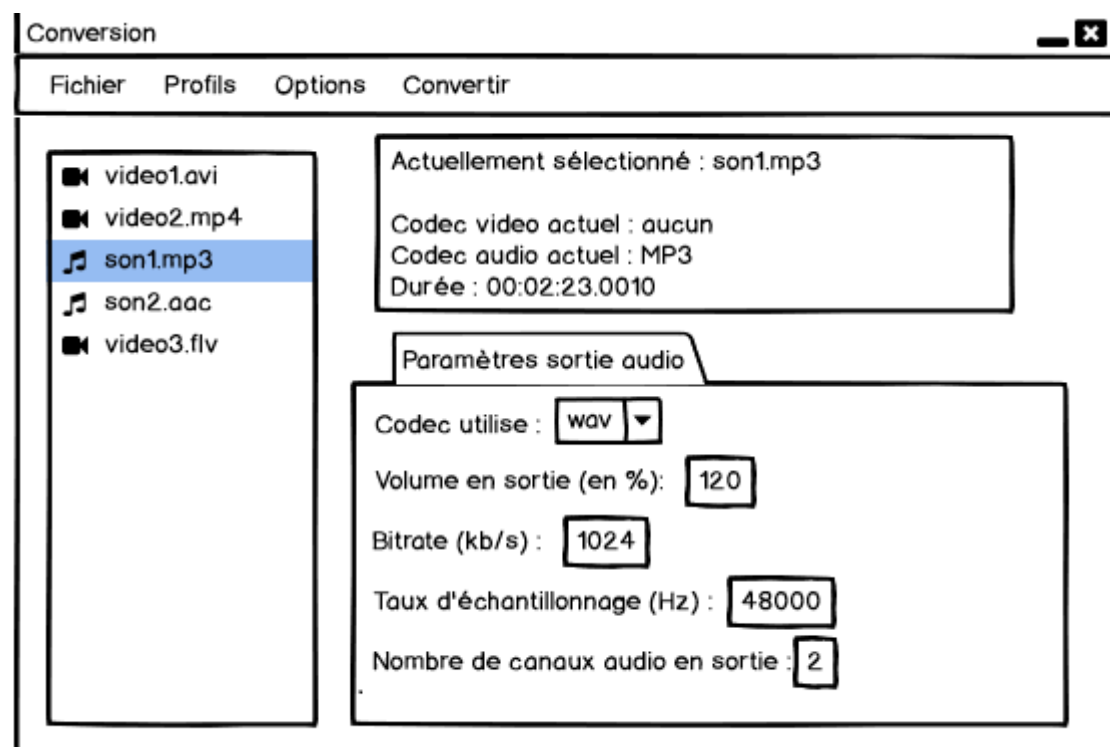 Conversion
Fichier Profils Options Convertir
video1.avi
video2.mp4
son1.mp3
son2.aac
video3.flv
Actuellement sélectionné : son1.mp3
Codec video actuel : aucun
Codec audio actuel : MP3
Durée : 00:02:23.0010
Paramètres sortie audio
Codec utilise : wav
Volume en sortie (en %): 120
Bitrate (kb/s) : 1024
Taux d'échantillonnage (Hz) : 48000
Nombre de canaux audio en sortie : 2
.